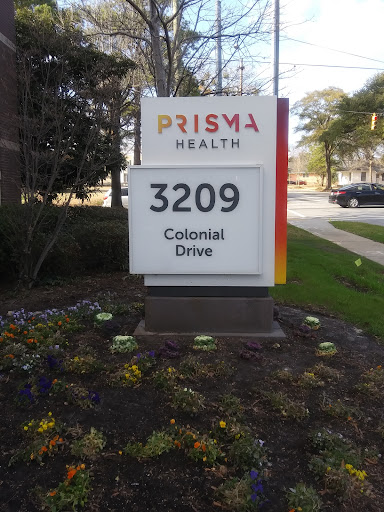 PRISMA
HEALTH
3209
Colonial
Drive